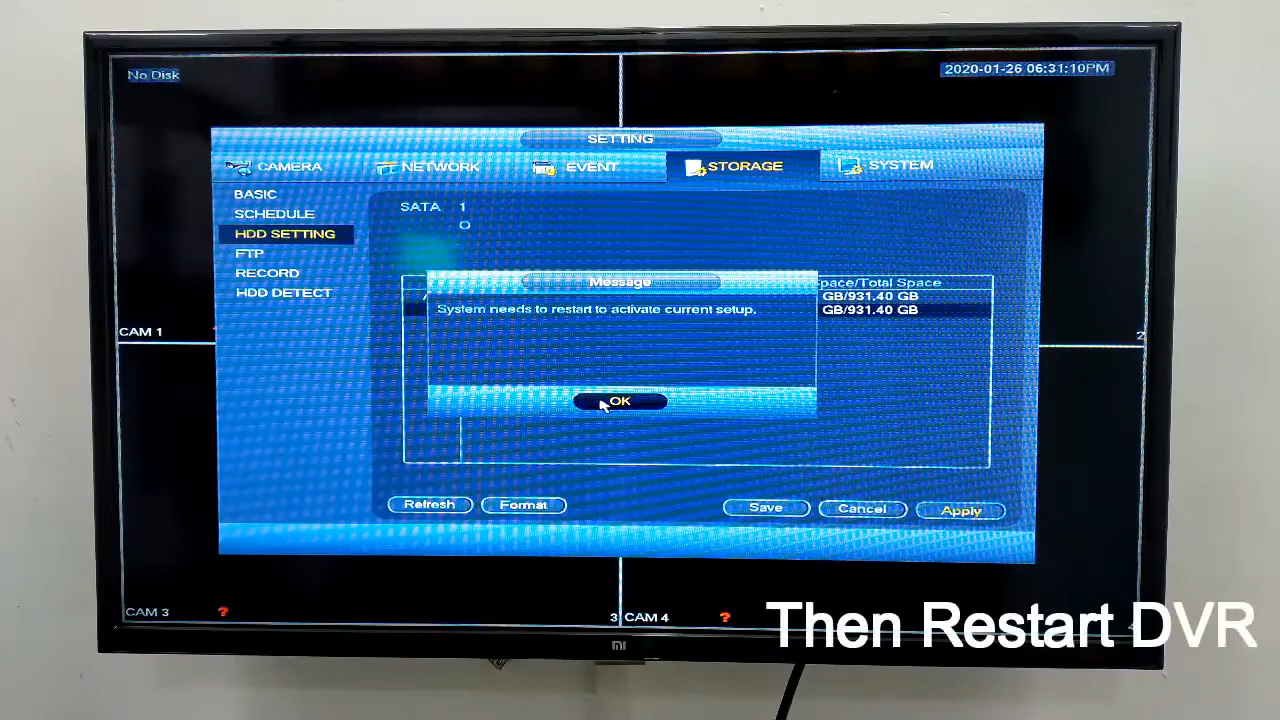 No Disk
2020-01-26 06:31:10PM
SETTING
CAMERA
NETWORK
EVENT
STORAGE
SYSTEM
BASIC
SCHEDULE
HDD SETTING
FTP
RECORD
HDD DETECT
SATA 1
O
Message
pace/Total Space
System needs to restart to activate current setup.
GB/931.40 GB
GB/931.40 GB
OK
Refresh
Format
Save
Cancel
Apply
CAM 1
2
CAM 3
?
3
CAM 4
?
mi
Then Restart DVR